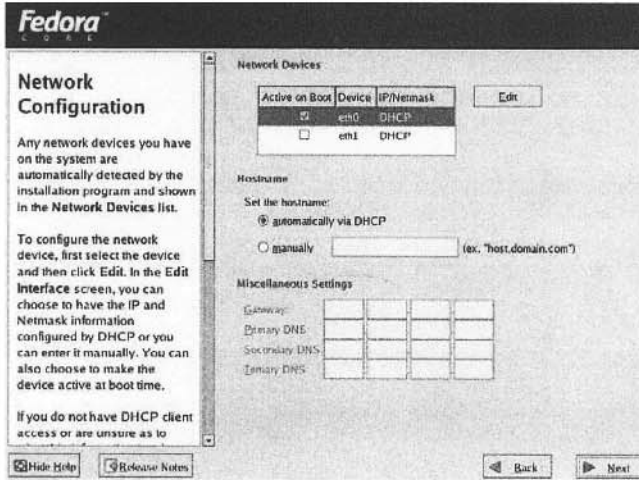 Fedora
CORE
Network
Configuration
Any network devices you have
on the system are
automatically detected by the
installation program and shown
in the Network Devices list.
To configure the network
device, first select the device
and then click Edit. In the Edit
Interface screen, you can
choose to have the IP and
Netmask information
configured by DHCP or you
can enter it manually. You can
also choose to make the
device active at boot time.
If you do not have DHCP client
access or are unsure as to
Network Devices
Active on Boot Device IP/Netmask
eth0 DHCP
eth1 DHCP
Edit
Hostname
Set the hostname:
automatically via DHCP
manually (ex. "host.domain.com")
Miscellaneous Settings
Gateway:
Primary DNS:
Secondary DNS:
Tertiary DNS:
Hide Help
Release Notes
Back
Next